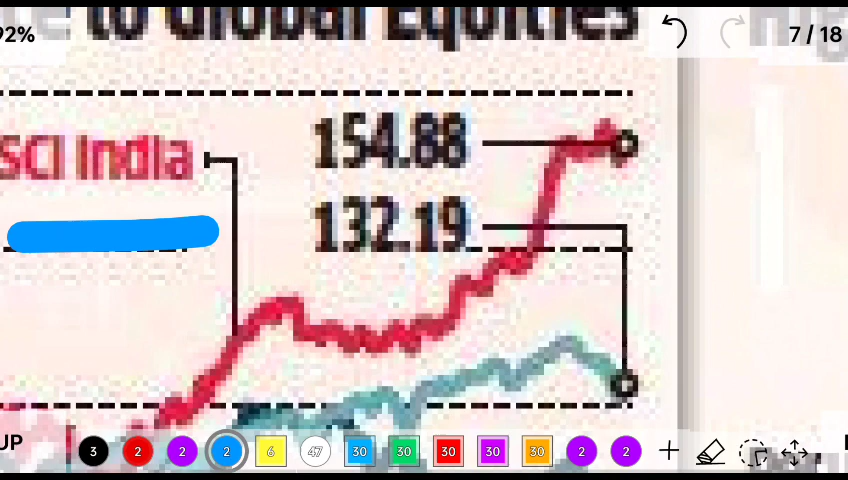 92%
e to Global Equities
7 / 18
SCI India
154.88
132.19
UP
3 2 2 2 6 47 30 30 30 30 30 2 2